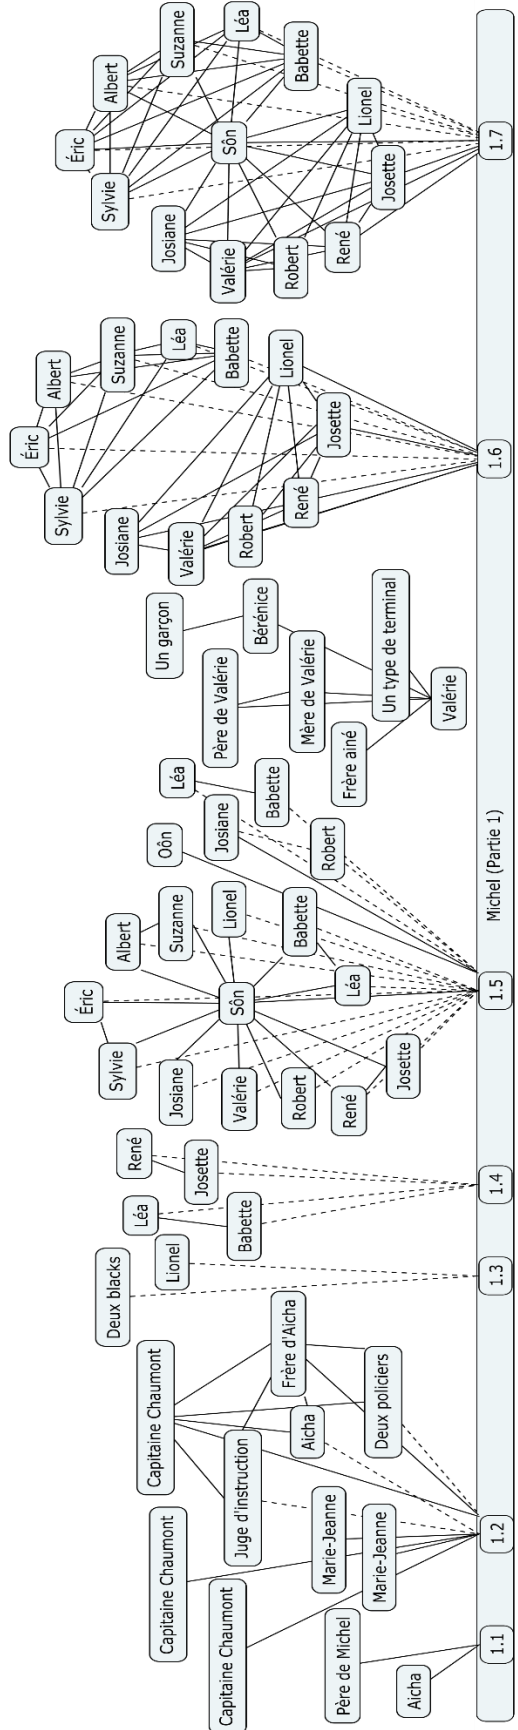 Père de Michel
Aicha
1.1
Capitaine Chaumont
Capitaine Chaumont
Capitaine Chaumont
Juge d'instruction
Frère d'Aicha
Aicha
Deux policiers
Marie-Jeanne
Marie-Jeanne
1.2
Deux blacks
Lionel
1.3
Léa
Babette
René
Josette
1.4
Éric
Sylvie
Albert
Suzanne
Josiane
Lionel
Sôn
Valérie
Babette
Robert
Léa
René
Josette
Oôn
Josiane
Léa
Babette
Robert
1.5
Michel (Partie 1)
Un garçon
Bérénice
Père de Valérie
Mère de Valérie
Un type de terminal
Frère ainé
Valérie
Éric
Albert
Sylvie
Suzanne
Léa
Babette
Josiane
Lionel
Valérie
Josette
Robert
René
1.6
Éric
Albert
Sylvie
Suzanne
Léa
Babette
Sôn
Josiane
Lionel
Valérie
Josette
Robert
René
1.7